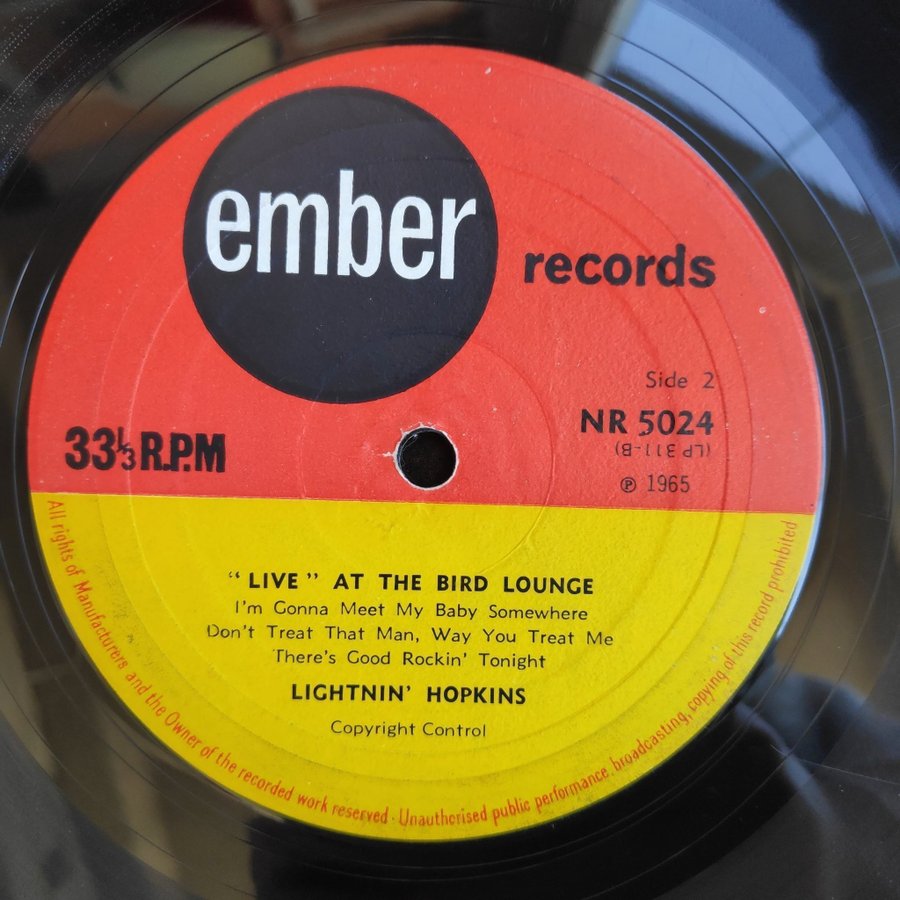 ember
records
Side 2
NR 5024
(LP 311-B)
℗ 1965
33⅓ R.P.M
“LIVE” AT THE BIRD LOUNGE
I'm Gonna Meet My Baby Somewhere
Don't Treat That Man, Way You Treat Me
There's Good Rockin' Tonight
LIGHTNIN' HOPKINS
Copyright Control
All rights of Manufacturers and the Owner of the recorded work reserved · Unauthorised public performance, broadcasting, copying of this record prohibited